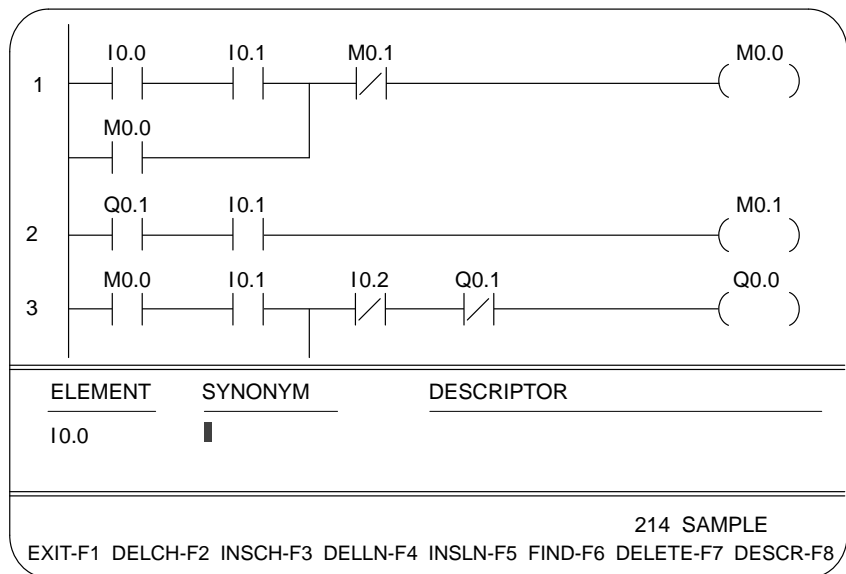 I0.0 I0.1 M0.1 M0.0
1
M0.0
Q0.1 I0.1 M0.1
2
M0.0 I0.1 I0.2 Q0.1 Q0.0
3
ELEMENT SYNONYM DESCRIPTOR
I0.0
214 SAMPLE
EXIT-F1 DELCH-F2 INSCH-F3 DELLN-F4 INSLN-F5 FIND-F6 DELETE-F7 DESCR-F8